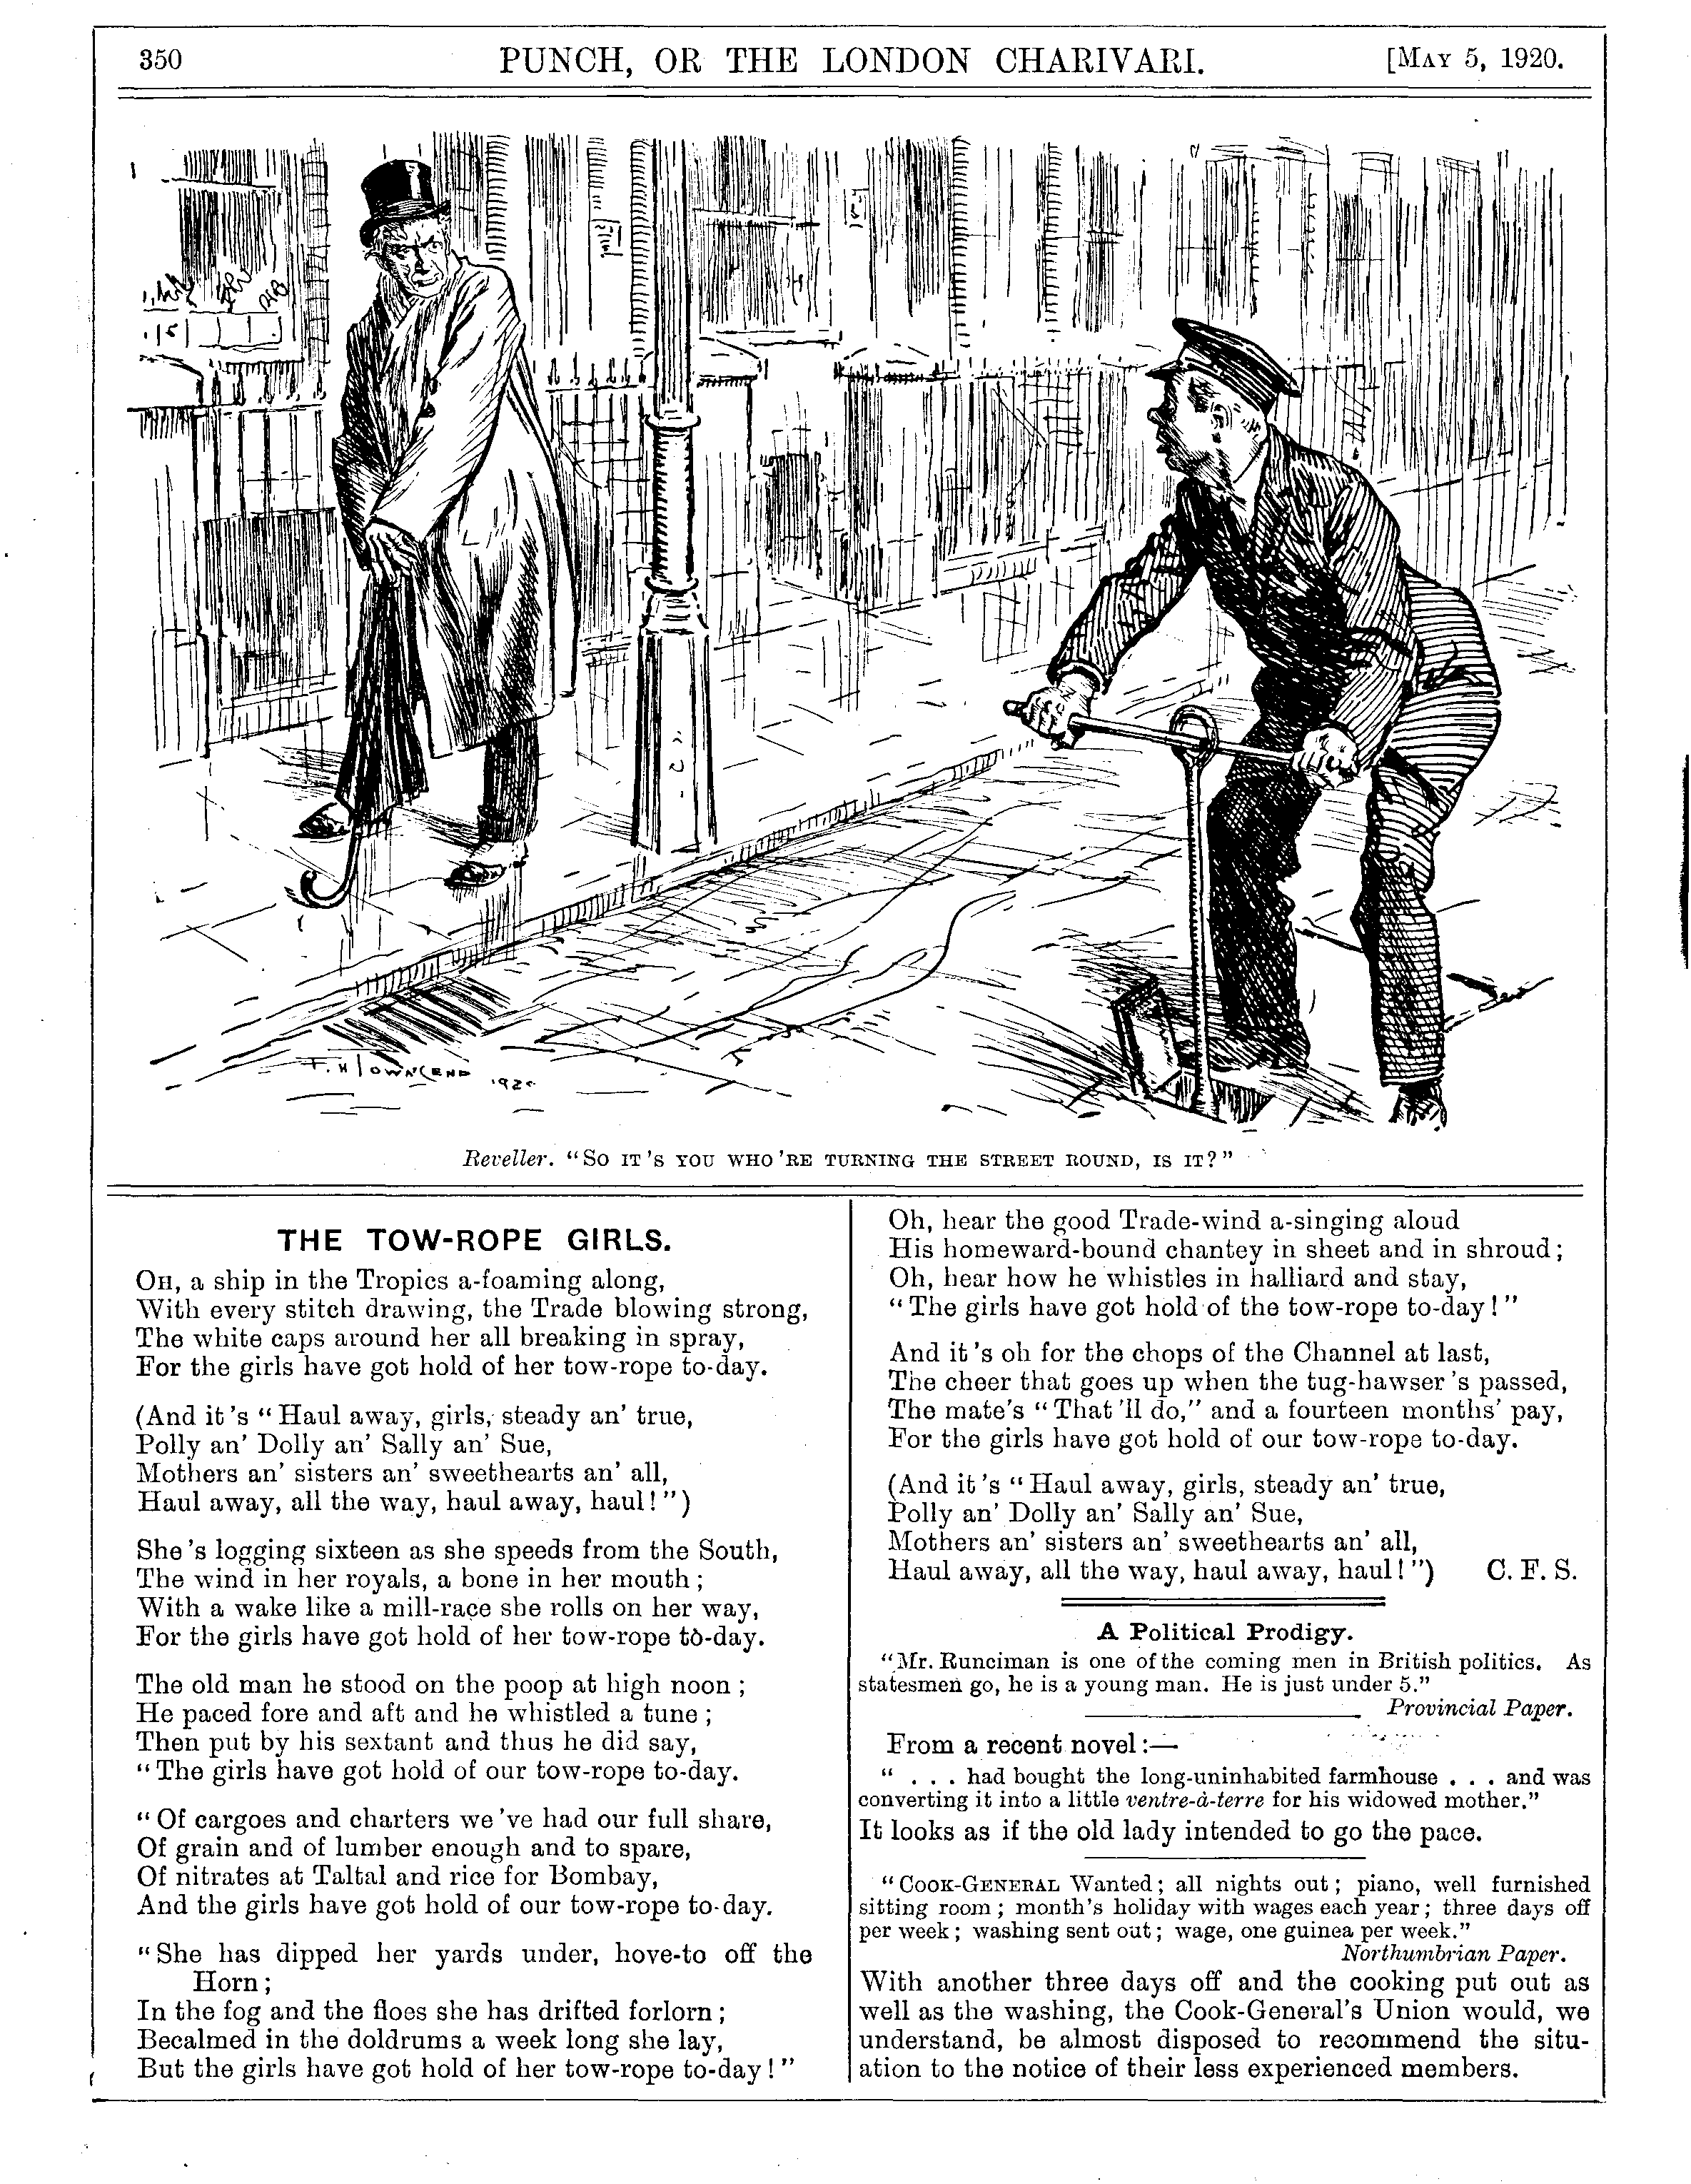 350
PUNCH, OR THE LONDON CHARIVARI.
[MAY 5, 1920.
F. H. TOWNSEND 1920
Reveller. "SO IT'S YOU WHO'RE TURNING THE STREET ROUND, IS IT?"
THE TOW-ROPE GIRLS.
OH, a ship in the Tropics a-foaming along,
With every stitch drawing, the Trade blowing strong,
The white caps around her all breaking in spray,
For the girls have got hold of her tow-rope to-day.
(And it's "Haul away, girls, steady an' true,
Polly an' Dolly an' Sally an' Sue,
Mothers an' sisters an' sweethearts an' all,
Haul away, all the way, haul away, haul!")
She's logging sixteen as she speeds from the South,
The wind in her royals, a bone in her mouth;
With a wake like a mill-race she rolls on her way,
For the girls have got hold of her tow-rope to-day.
The old man he stood on the poop at high noon;
He paced fore and aft and he whistled a tune;
Then put by his sextant and thus he did say,
"The girls have got hold of our tow-rope to-day.
"Of cargoes and charters we've had our full share,
Of grain and of lumber enough and to spare,
Of nitrates at Taltal and rice for Bombay,
And the girls have got hold of our tow-rope to-day.
"She has dipped her yards under, hove-to off the
Horn;
In the fog and the floes she has drifted forlorn;
Becalmed in the doldrums a week long she lay,
But the girls have got hold of her tow-rope to-day!"
Oh, hear the good Trade-wind a-singing aloud
His homeward-bound chantey in sheet and in shroud;
Oh, hear how he whistles in halliard and stay,
"The girls have got hold of the tow-rope to-day!"
And it's oh for the chops of the Channel at last,
The cheer that goes up when the tug-hawser's passed,
The mate's "That'll do," and a fourteen months' pay,
For the girls have got hold of our tow-rope to-day.
(And it's "Haul away, girls, steady an' true,
Polly an' Dolly an' Sally an' Sue,
Mothers an' sisters an' sweethearts an' all,
Haul away, all the way, haul away, haul!") C. F. S.
A Political Prodigy.
"Mr. Runciman is one of the coming men in British politics. As
statesmen go, he is a young man. He is just under 5."
Provincial Paper.
From a recent novel:—
" . . . had bought the long-uninhabited farmhouse . . . and was
converting it into a little ventre-à-terre for his widowed mother."
It looks as if the old lady intended to go the pace.
"COOK-GENERAL Wanted; all nights out; piano, well furnished
sitting room; month's holiday with wages each year; three days off
per week; washing sent out; wage, one guinea per week."
Northumbrian Paper.
With another three days off and the cooking put out as
well as the washing, the Cook-General's Union would, we
understand, be almost disposed to recommend the situ-
ation to the notice of their less experienced members.